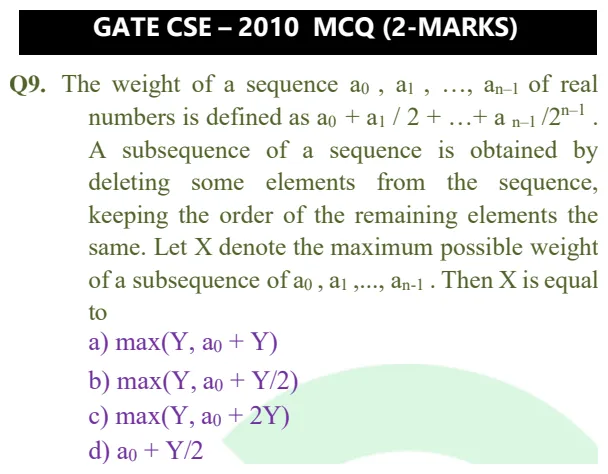 GATE CSE – 2010 MCQ (2-MARKS)
Q9. The weight of a sequence a₀ , a₁ , …, aₙ₋₁ of real
numbers is defined as a₀ + a₁ / 2 + …+ a ₙ₋₁ /2ⁿ⁻¹ .
A subsequence of a sequence is obtained by
deleting some elements from the sequence,
keeping the order of the remaining elements the
same. Let X denote the maximum possible weight
of a subsequence of a₀ , a₁ ,..., aₙ₋₁ . Then X is equal
to
a) max(Y, a₀ + Y)
b) max(Y, a₀ + Y/2)
c) max(Y, a₀ + 2Y)
d) a₀ + Y/2